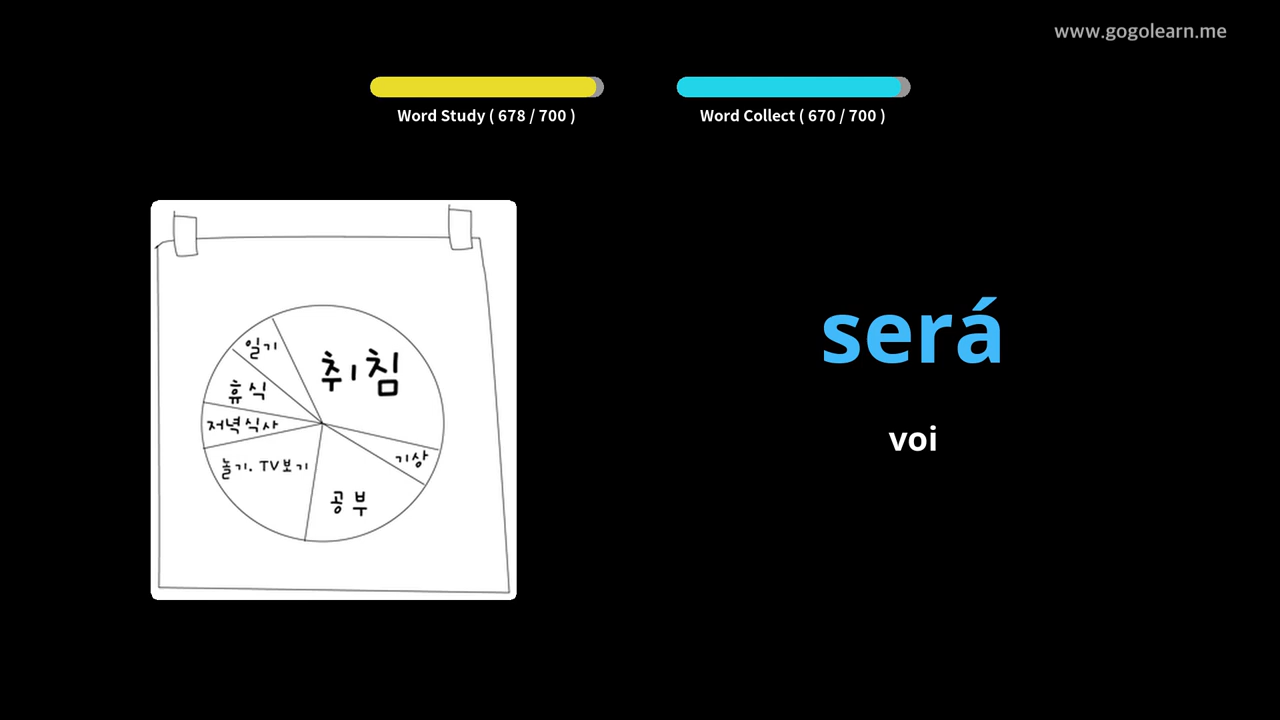 www.gogolearn.me
Word Study ( 678 / 700 )
Word Collect ( 670 / 700 )
일기
취침
휴식
저녁식사
놀기. TV보기
기상
공부
será
voi